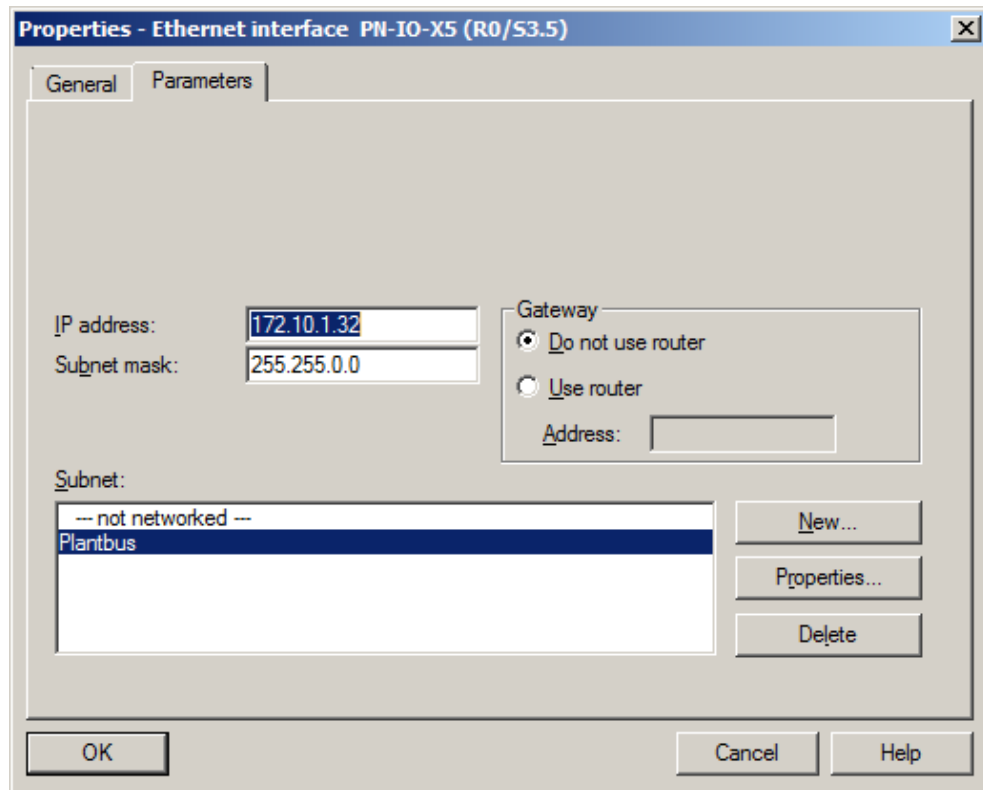 Properties - Ethernet interface PN-IO-X5 (R0/S3.5)
General
Parameters
IP address:
172.10.1.32
Subnet mask:
255.255.0.0
Gateway
Do not use router
Use router
Address:
Subnet:
--- not networked ---
Plantbus
New...
Properties...
Delete
OK
Cancel
Help